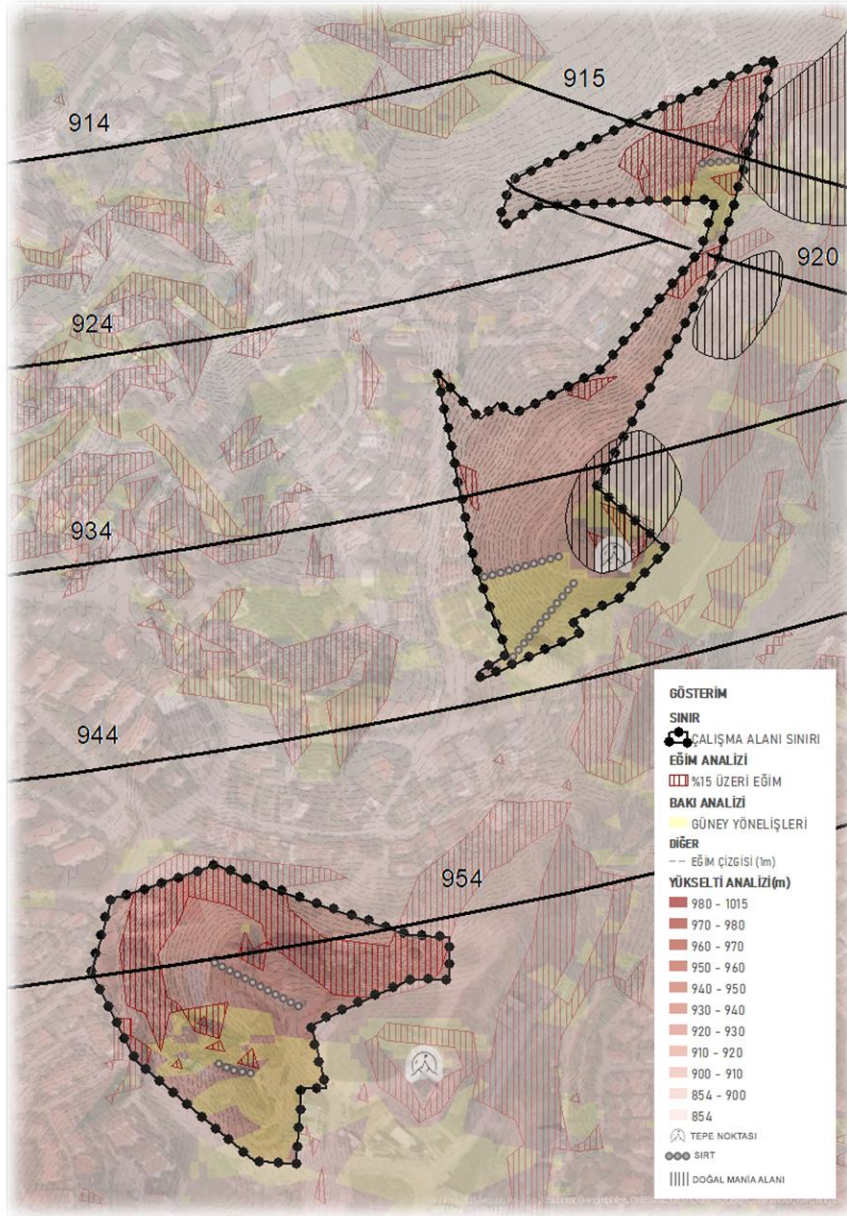 915
914
920
924
934
944
954
GÖSTERİM
SINIR
ÇALIŞMA ALANI SINIRI
EĞİM ANALİZİ
%15 ÜZERİ EĞİM
BAKI ANALİZİ
GÜNEY YÖNELİŞLERİ
DİĞER
EĞİM ÇİZGİSİ (1m)
YÜKSELTİ ANALİZİ(m)
980 - 1015
970 - 980
960 - 970
950 - 960
940 - 950
930 - 940
920 - 930
910 - 920
900 - 910
854 - 900
854
TEPE NOKTASI
SIRT
DOĞAL MANİA ALANI